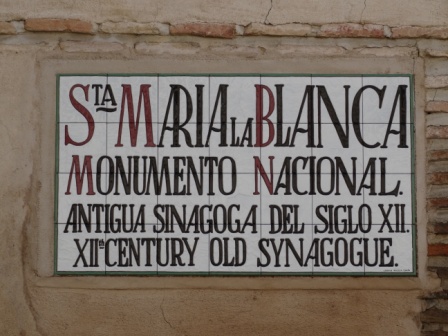 STA MARIA LA BLANCA
MONUMENTO NACIONAL.
ANTIGUA SINAGOGA DEL SIGLO XII.
XIIth CENTURY OLD SYNAGOGUE.